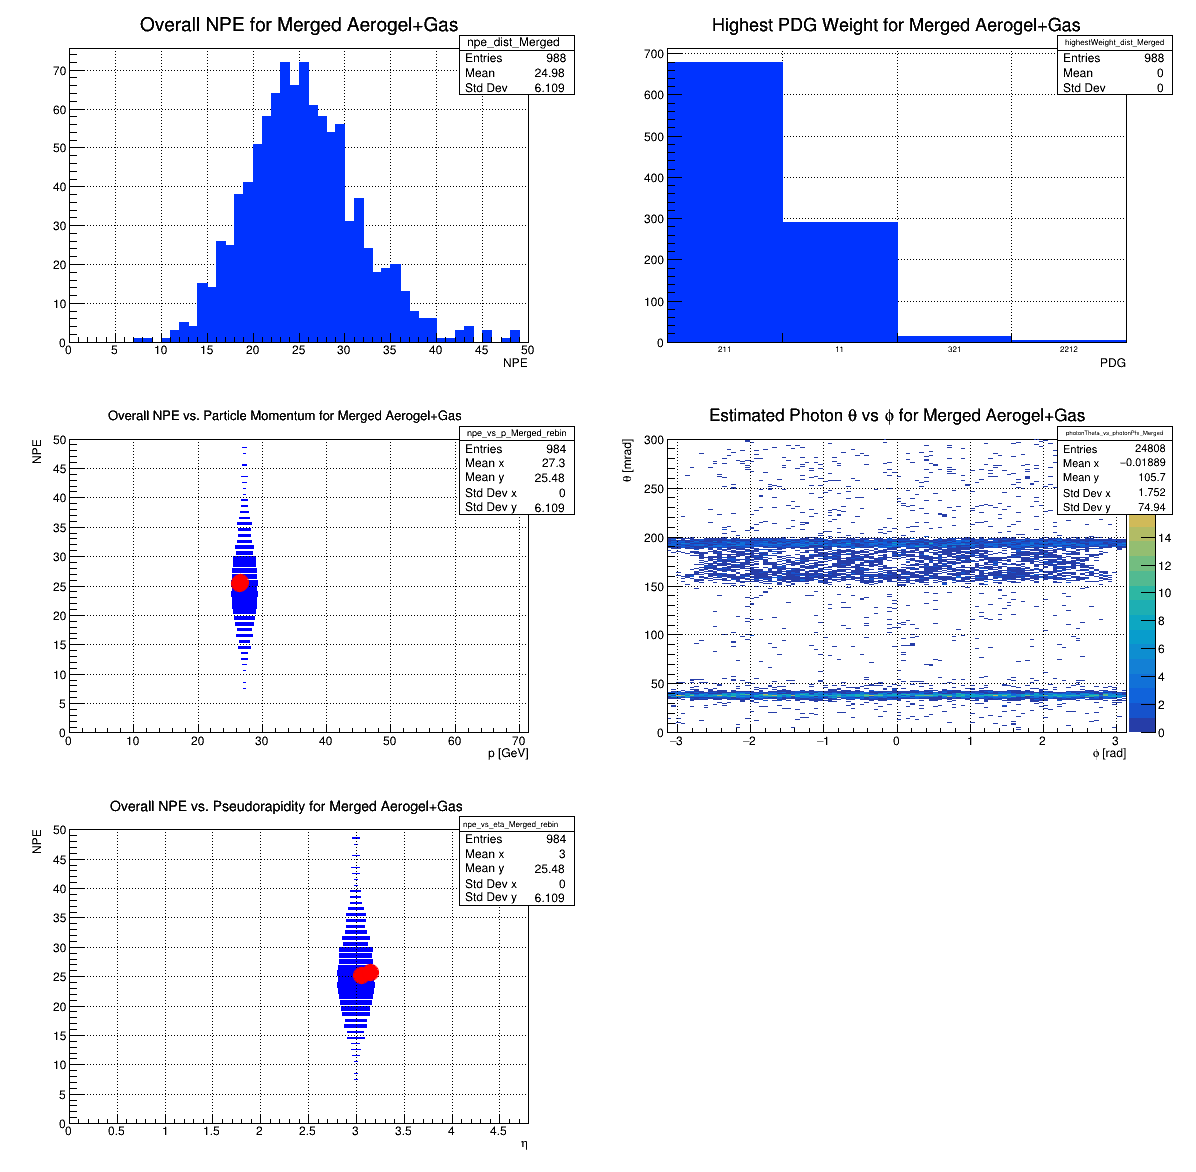 Overall NPE for Merged Aerogel+Gas
npe_dist_Merged
Entries 988
Mean 24.98
Std Dev 6.109
70
60
50
40
30
20
10
0
0 5 10 15 20 25 30 35 40 45 50
NPE
Highest PDG Weight for Merged Aerogel+Gas
highestWeight_dist_Merged
Entries 988
Mean 0
Std Dev 0
700
600
500
400
300
200
100
0
211 11 321 2212
PDG
Overall NPE vs. Particle Momentum for Merged Aerogel+Gas
npe_vs_p_Merged_rebin
Entries 984
Mean x 27.3
Mean y 25.48
Std Dev x 0
Std Dev y 6.109
NPE
50
45
40
35
30
25
20
15
10
5
0
0 10 20 30 40 50 60 70
p [GeV]
Estimated Photon θ vs ϕ for Merged Aerogel+Gas
photonTheta_vs_photonPhi_Merged
Entries 24808
Mean x −0.01889
Mean y 105.7
Std Dev x 1.752
Std Dev y 74.94
θ [mrad]
300
250
200
150
100
50
0
−3 −2 −1 0 1 2 3
ϕ [rad]
14
12
10
8
6
4
2
0
Overall NPE vs. Pseudorapidity for Merged Aerogel+Gas
npe_vs_eta_Merged_rebin
Entries 984
Mean x 3
Mean y 25.48
Std Dev x 0
Std Dev y 6.109
NPE
50
45
40
35
30
25
20
15
10
5
0
0 0.5 1 1.5 2 2.5 3 3.5 4 4.5
η